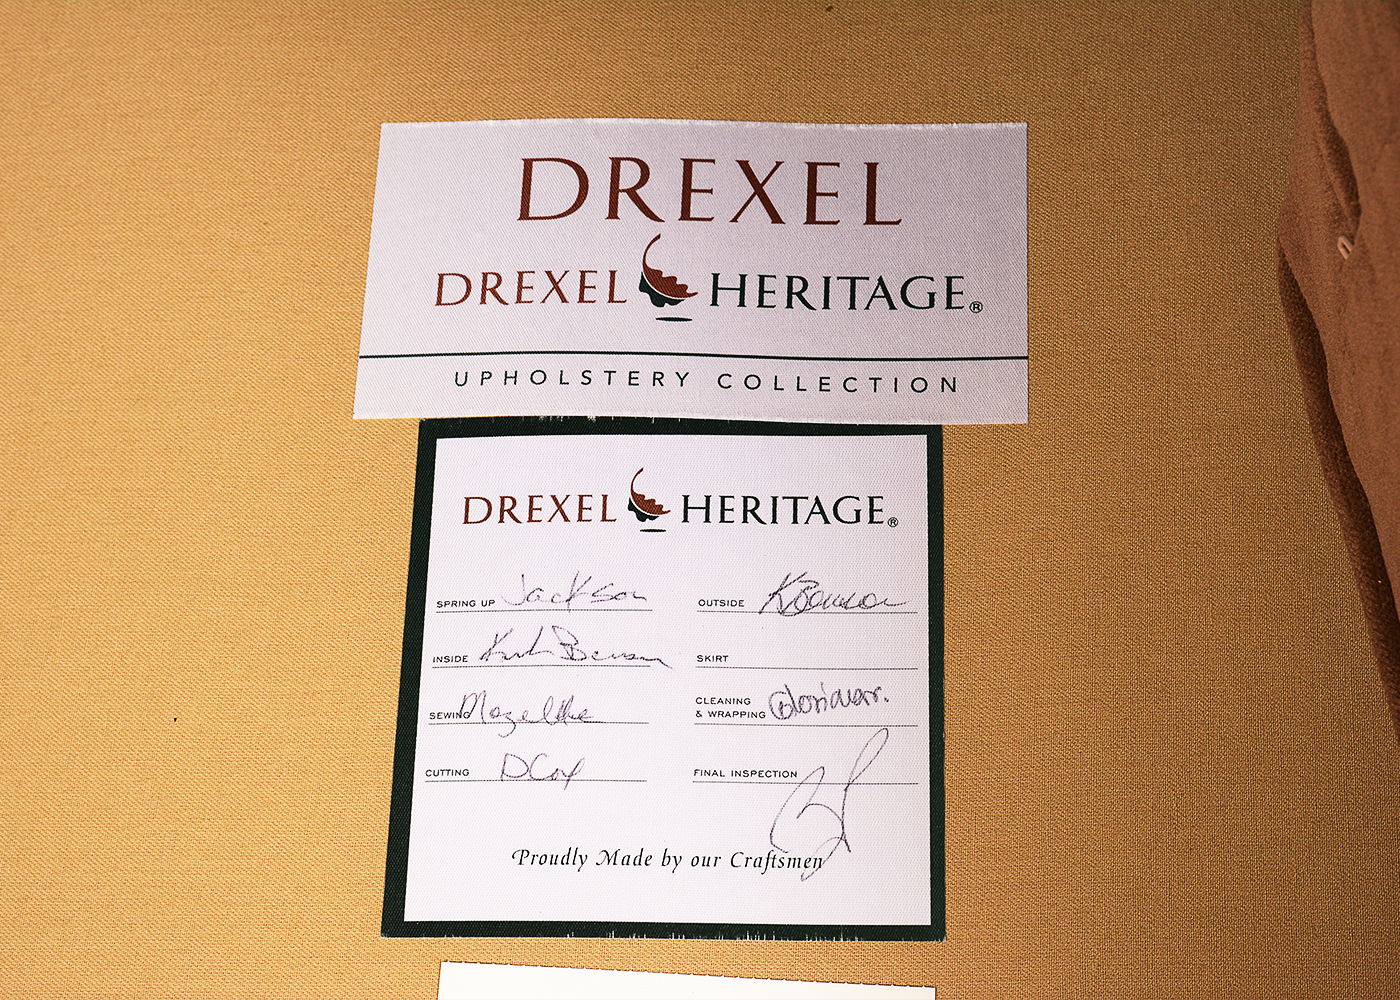 DREXEL
DREXEL HERITAGE®
UPHOLSTERY COLLECTION
DREXEL HERITAGE®
SPRING UP Jackson
OUTSIDE
INSIDE
SKIRT
SEWING
CLEANING
& WRAPPING
CUTTING D Cox
FINAL INSPECTION
Proudly Made by our Craftsmen